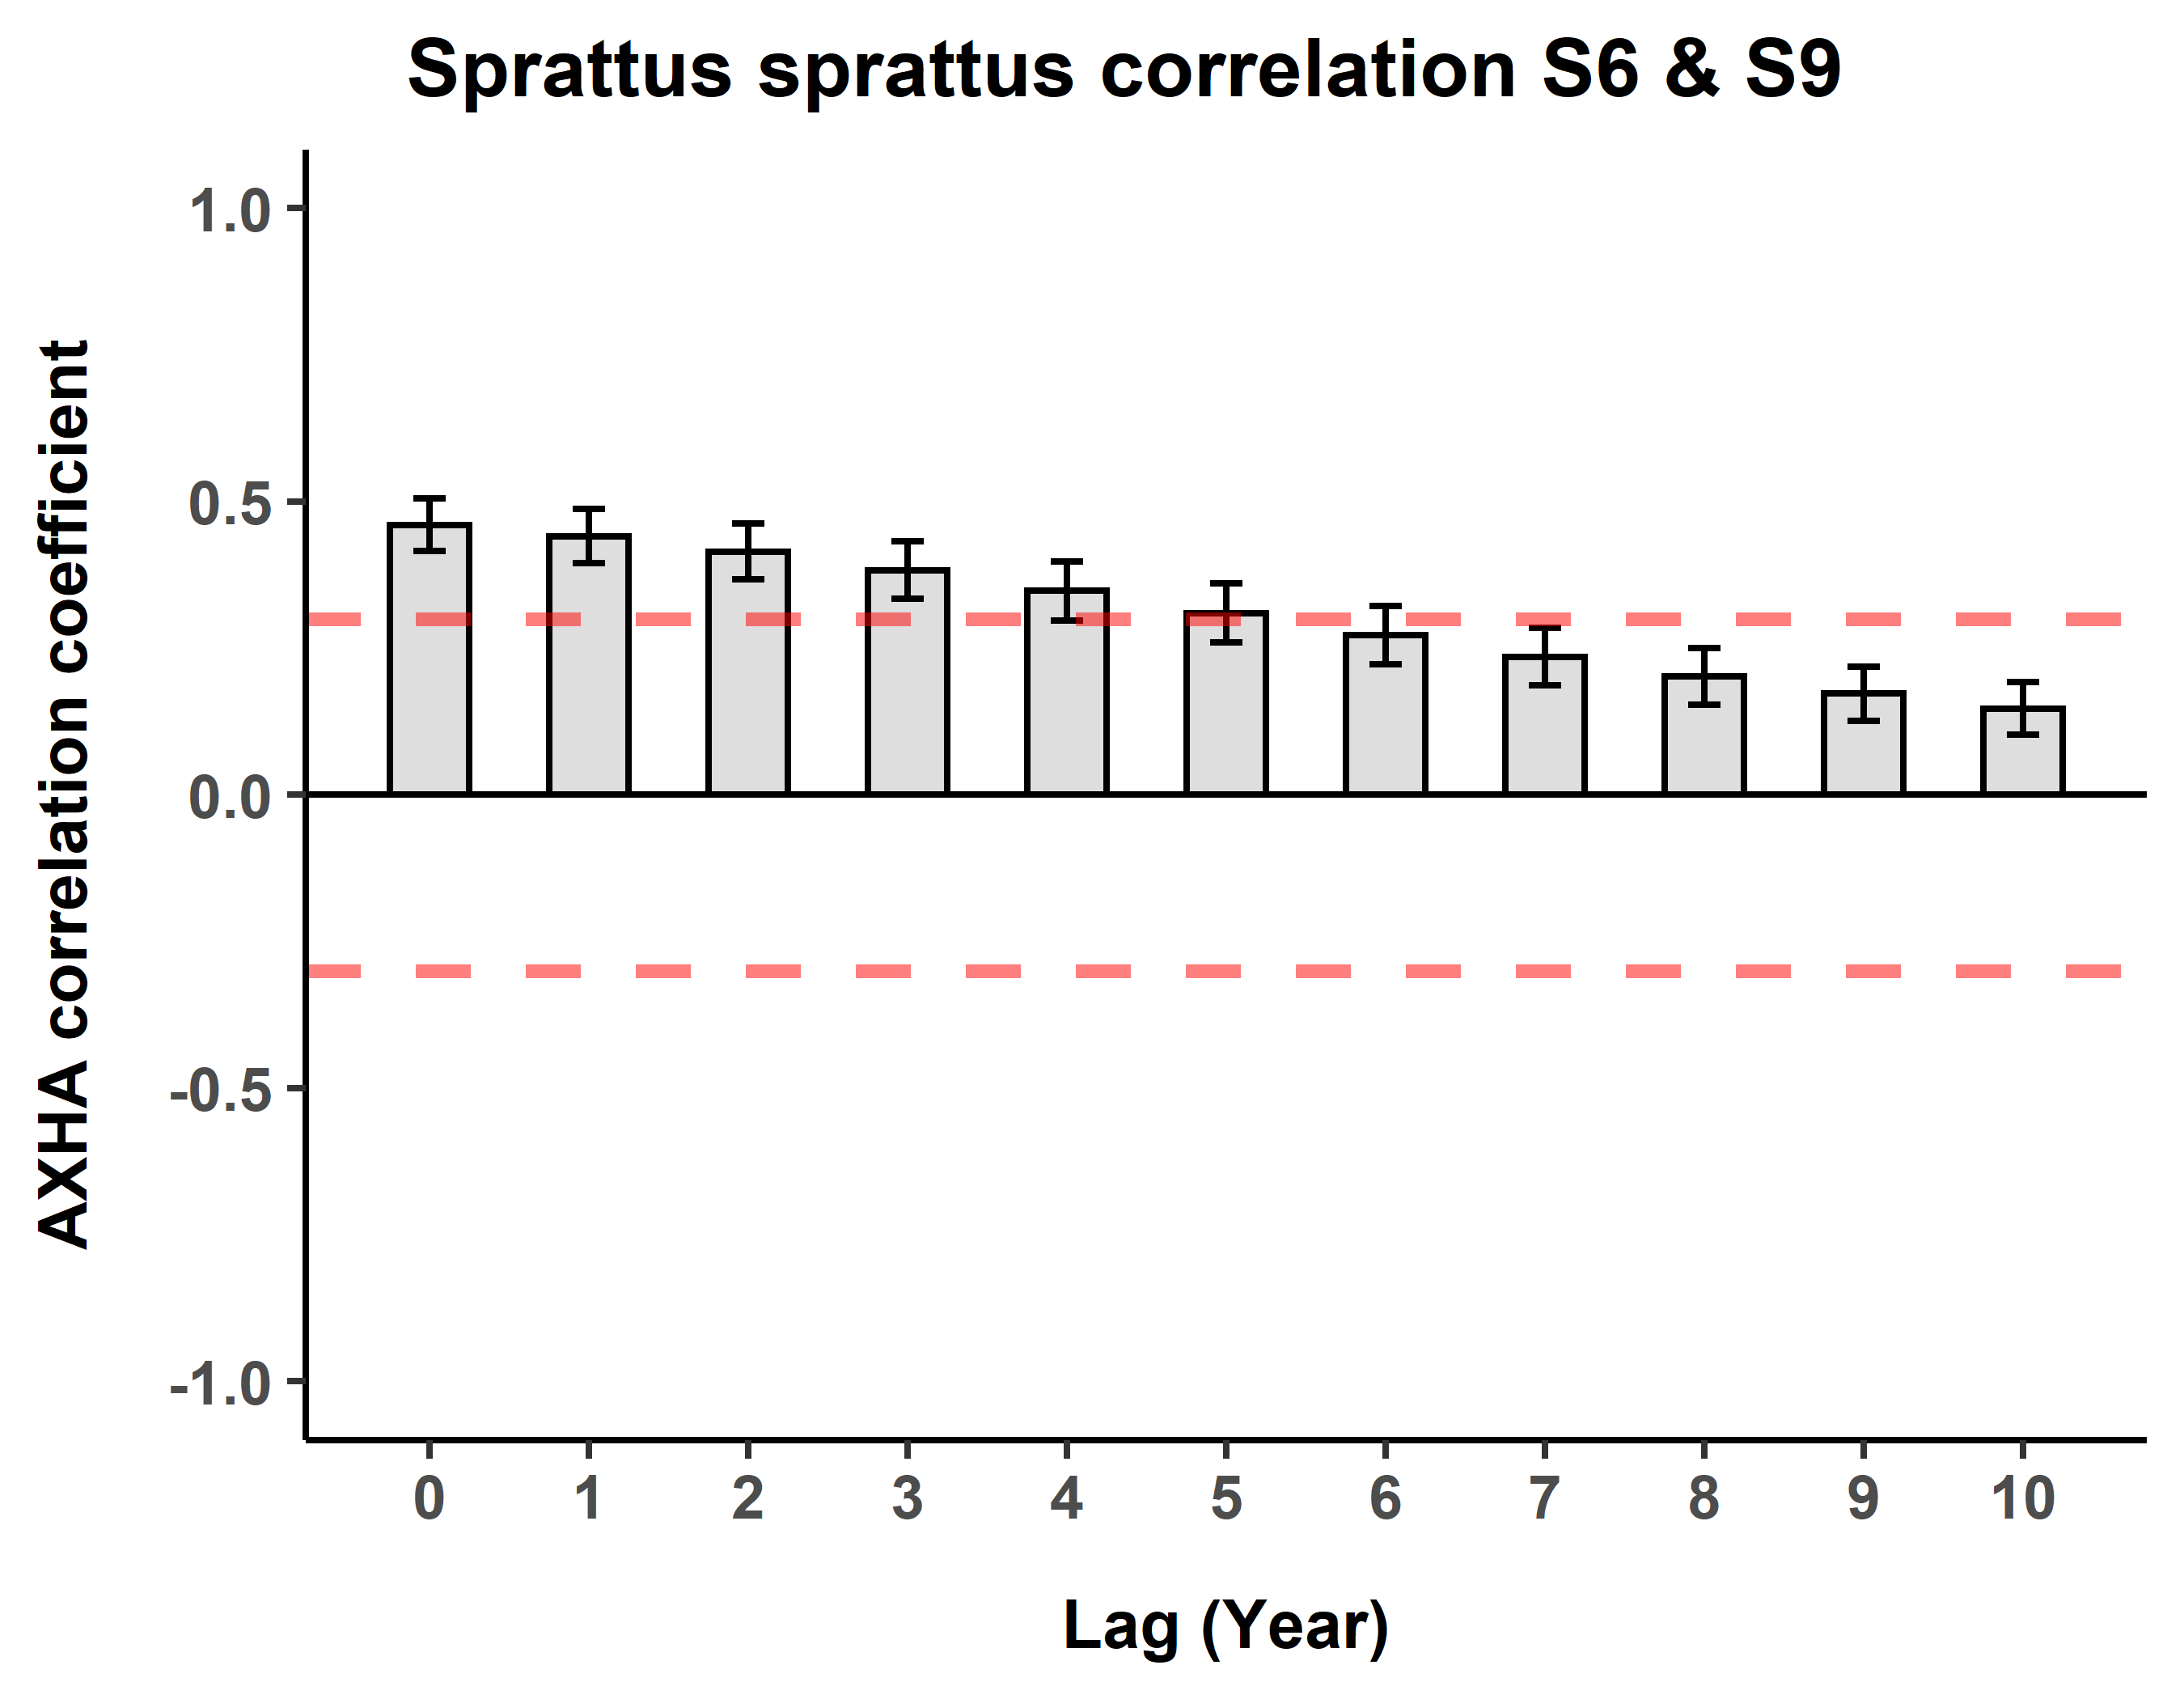 Sprattus sprattus correlation S6 & S9
AXHA correlation coefficient
1.0
0.5
0.0
-0.5
-1.0
0 1 2 3 4 5 6 7 8 9 10
Lag (Year)